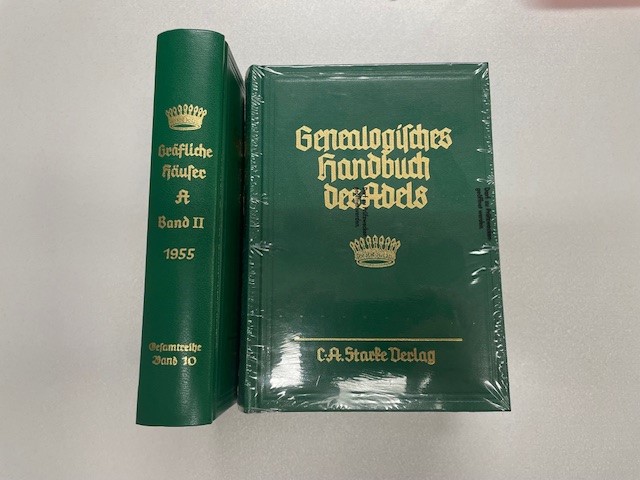 Gräfliche
Häuser
A
Band II
1955
Gesamtreihe
Band 10
Genealogisches
Handbuch
des Adels
C.A. Starke Verlag